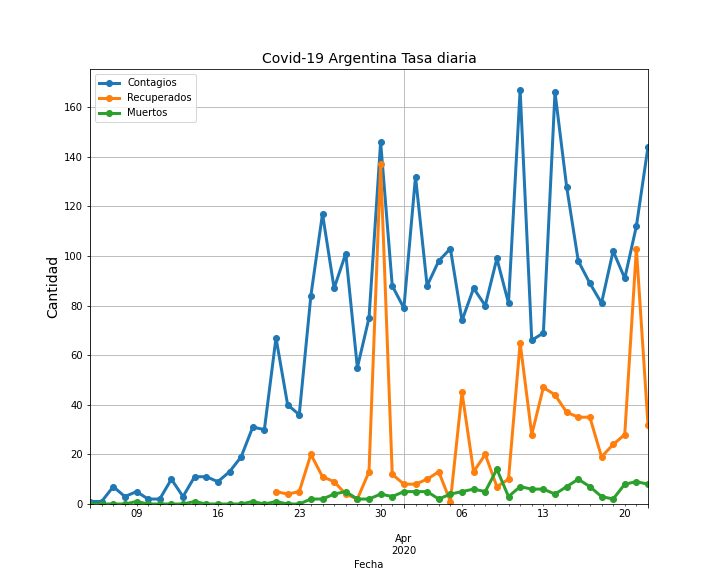 Covid-19 Argentina Tasa diaria
Contagios
Recuperados
Muertos
160
140
120
100
80
60
40
20
0
Cantidad
09 16 23 30 06 13 20
Apr
2020
Fecha